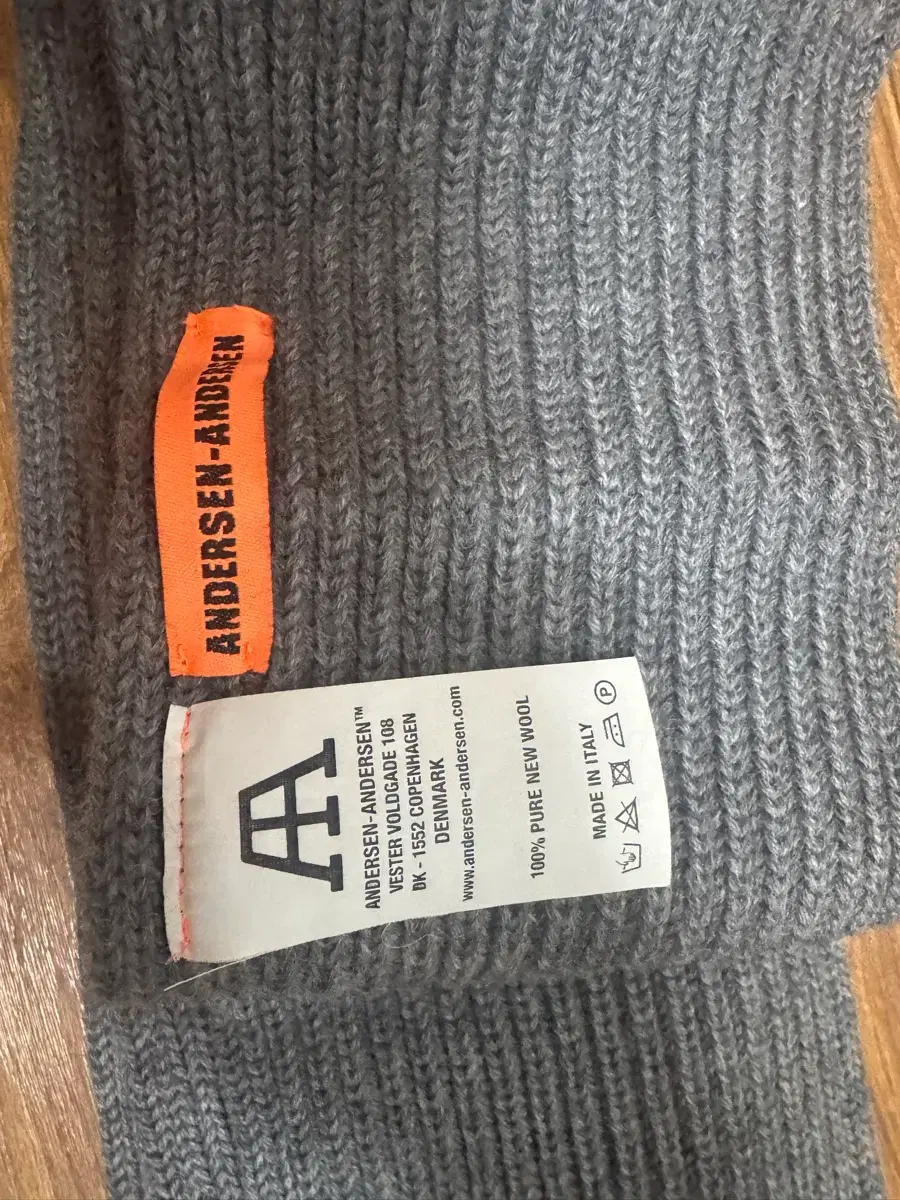 ANDERSEN-ANDERSEN
AA
ANDERSEN-ANDERSEN™
VESTER VOLDGADE 108
DK - 1552 COPENHAGEN
DENMARK
www.andersen-andersen.com
100% PURE NEW WOOL
MADE IN ITALY
P